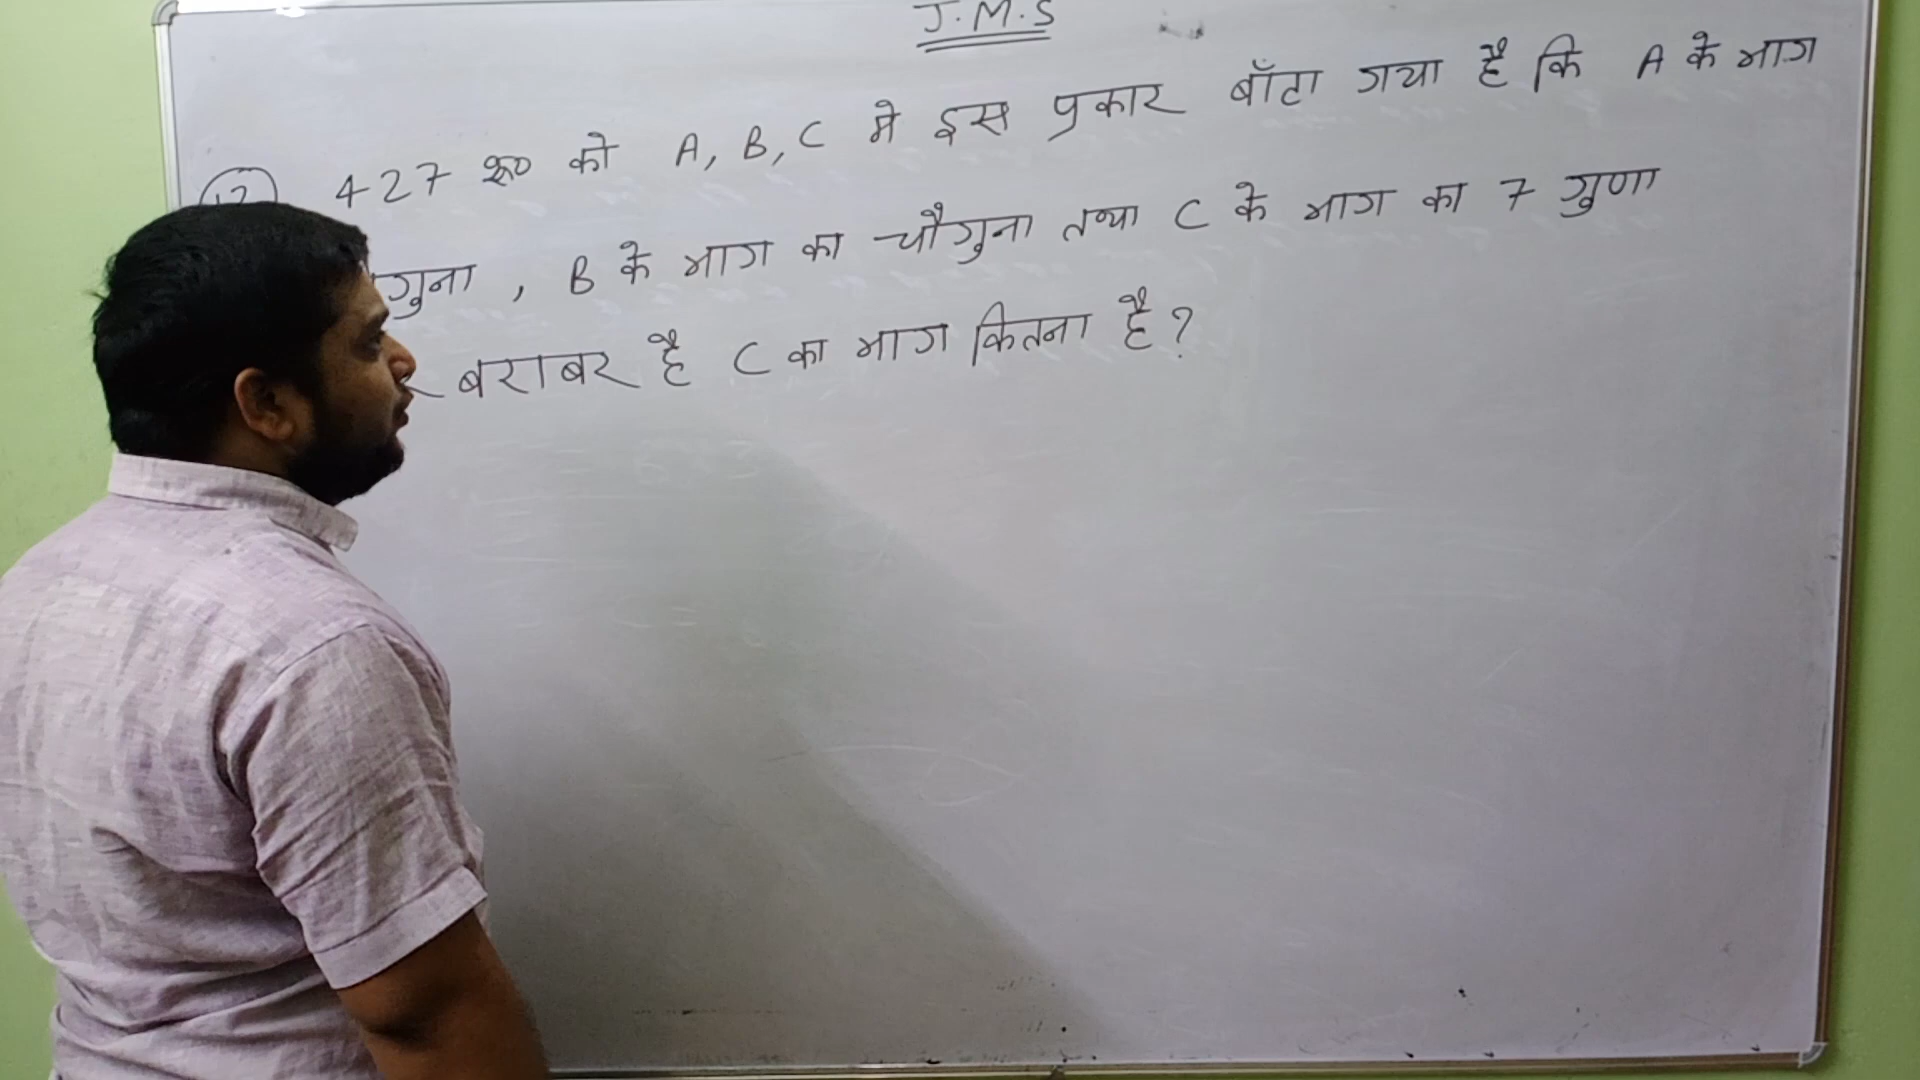 J.M.S
427 रू० को A, B, C मे इस प्रकार बाँटा गया है कि A के भाग
गुना , B के भाग का चौगुना तथा C के भाग का 7 गुणा
बराबर है C का भाग कितना है?